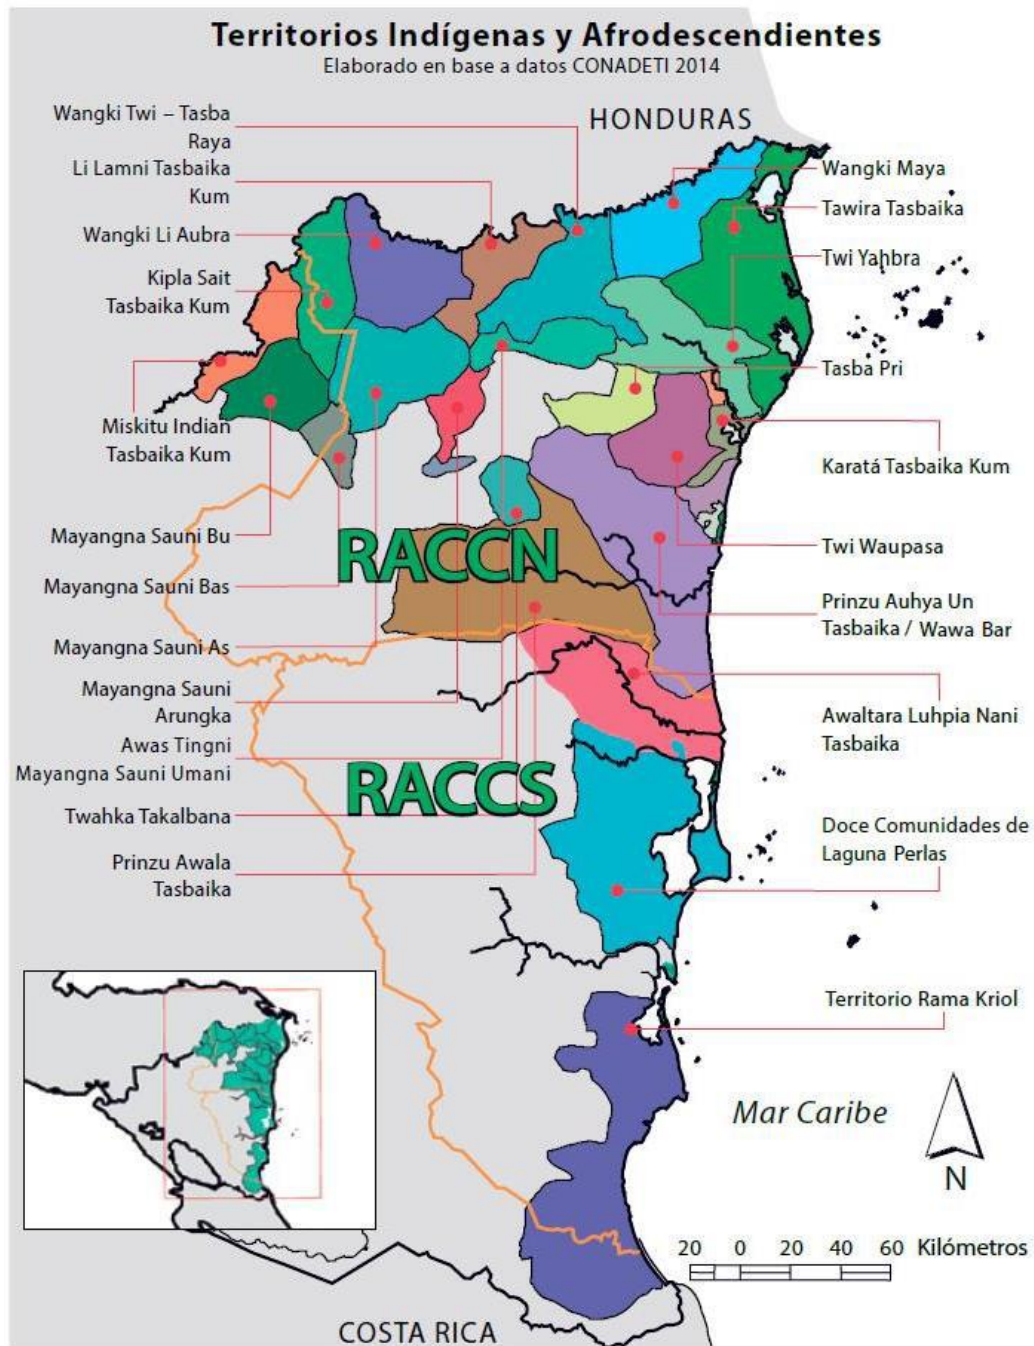 Territorios Indígenas y Afrodescendientes
Elaborado en base a datos CONADETI 2014
HONDURAS
Wangki Twi – Tasba
Raya
Li Lamni Tasbaika
Kum
Wangki Li Aubra
Kipla Sait
Tasbaika Kum
Miskitu Indian
Tasbaika Kum
Mayangna Sauni Bu
Mayangna Sauni Bas
Mayangna Sauni As
Mayangna Sauni
Arungka
Awas Tingni
Mayangna Sauni Umani
Twahka Takalbana
Prinzu Awala
Tasbaika
Wangki Maya
Tawira Tasbaika
Twi Yahbra
Tasba Pri
Karatá Tasbaika Kum
Twi Waupasa
Prinzu Auhya Un
Tasbaika / Wawa Bar
Awaltara Luhpia Nani
Tasbaika
Doce Comunidades de
Laguna Perlas
Territorio Rama Kriol
RACCN
RACCS
Mar Caribe
N
20 0 20 40 60 Kilómetros
COSTA RICA